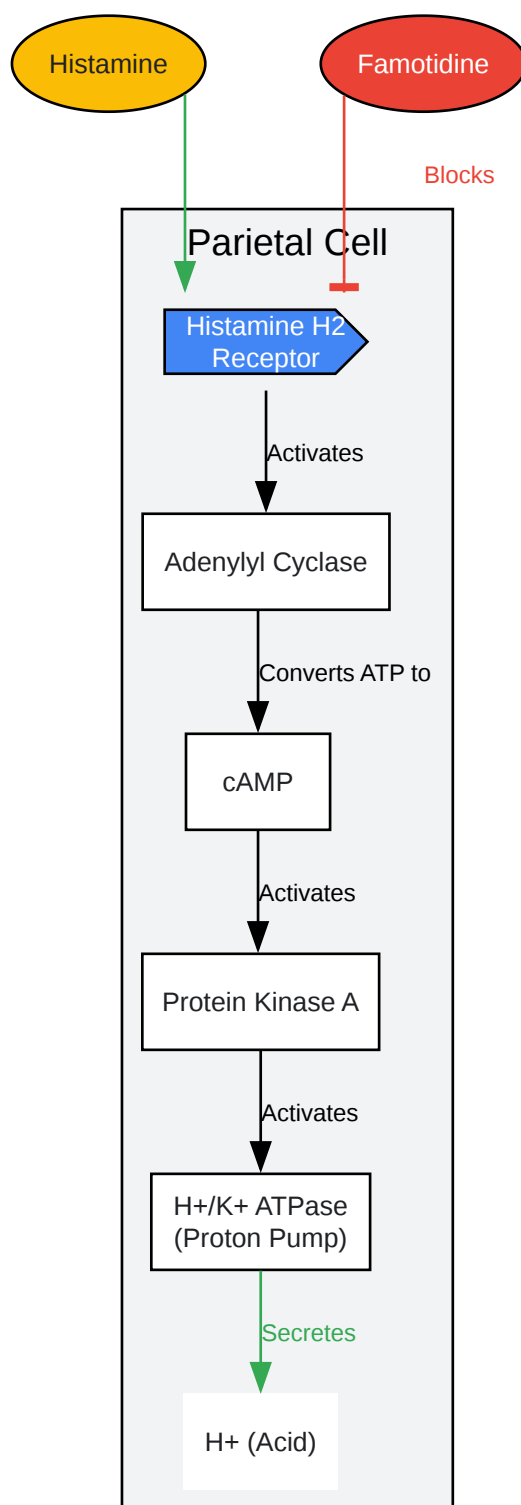 Histamine
Famotidine
Blocks
Parietal Cell
Histamine H2
Receptor
Activates
Adenylyl Cyclase
Converts ATP to
cAMP
Activates
Protein Kinase A
Activates
H+/K+ ATPase
(Proton Pump)
Secretes
H+ (Acid)